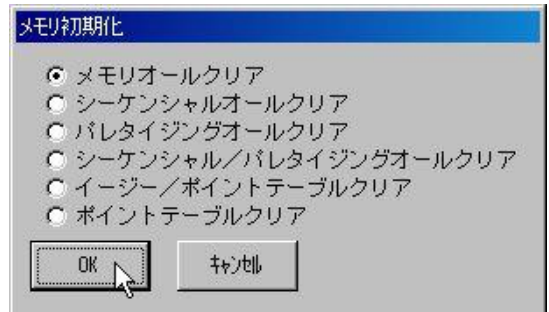 メモリ初期化
メモリオールクリア
シーケンシャルオールクリア
パレタイジングオールクリア
シーケンシャル／パレタイジングオールクリア
イージー／ポイントテーブルクリア
ポイントテーブルクリア
OK キャンセル